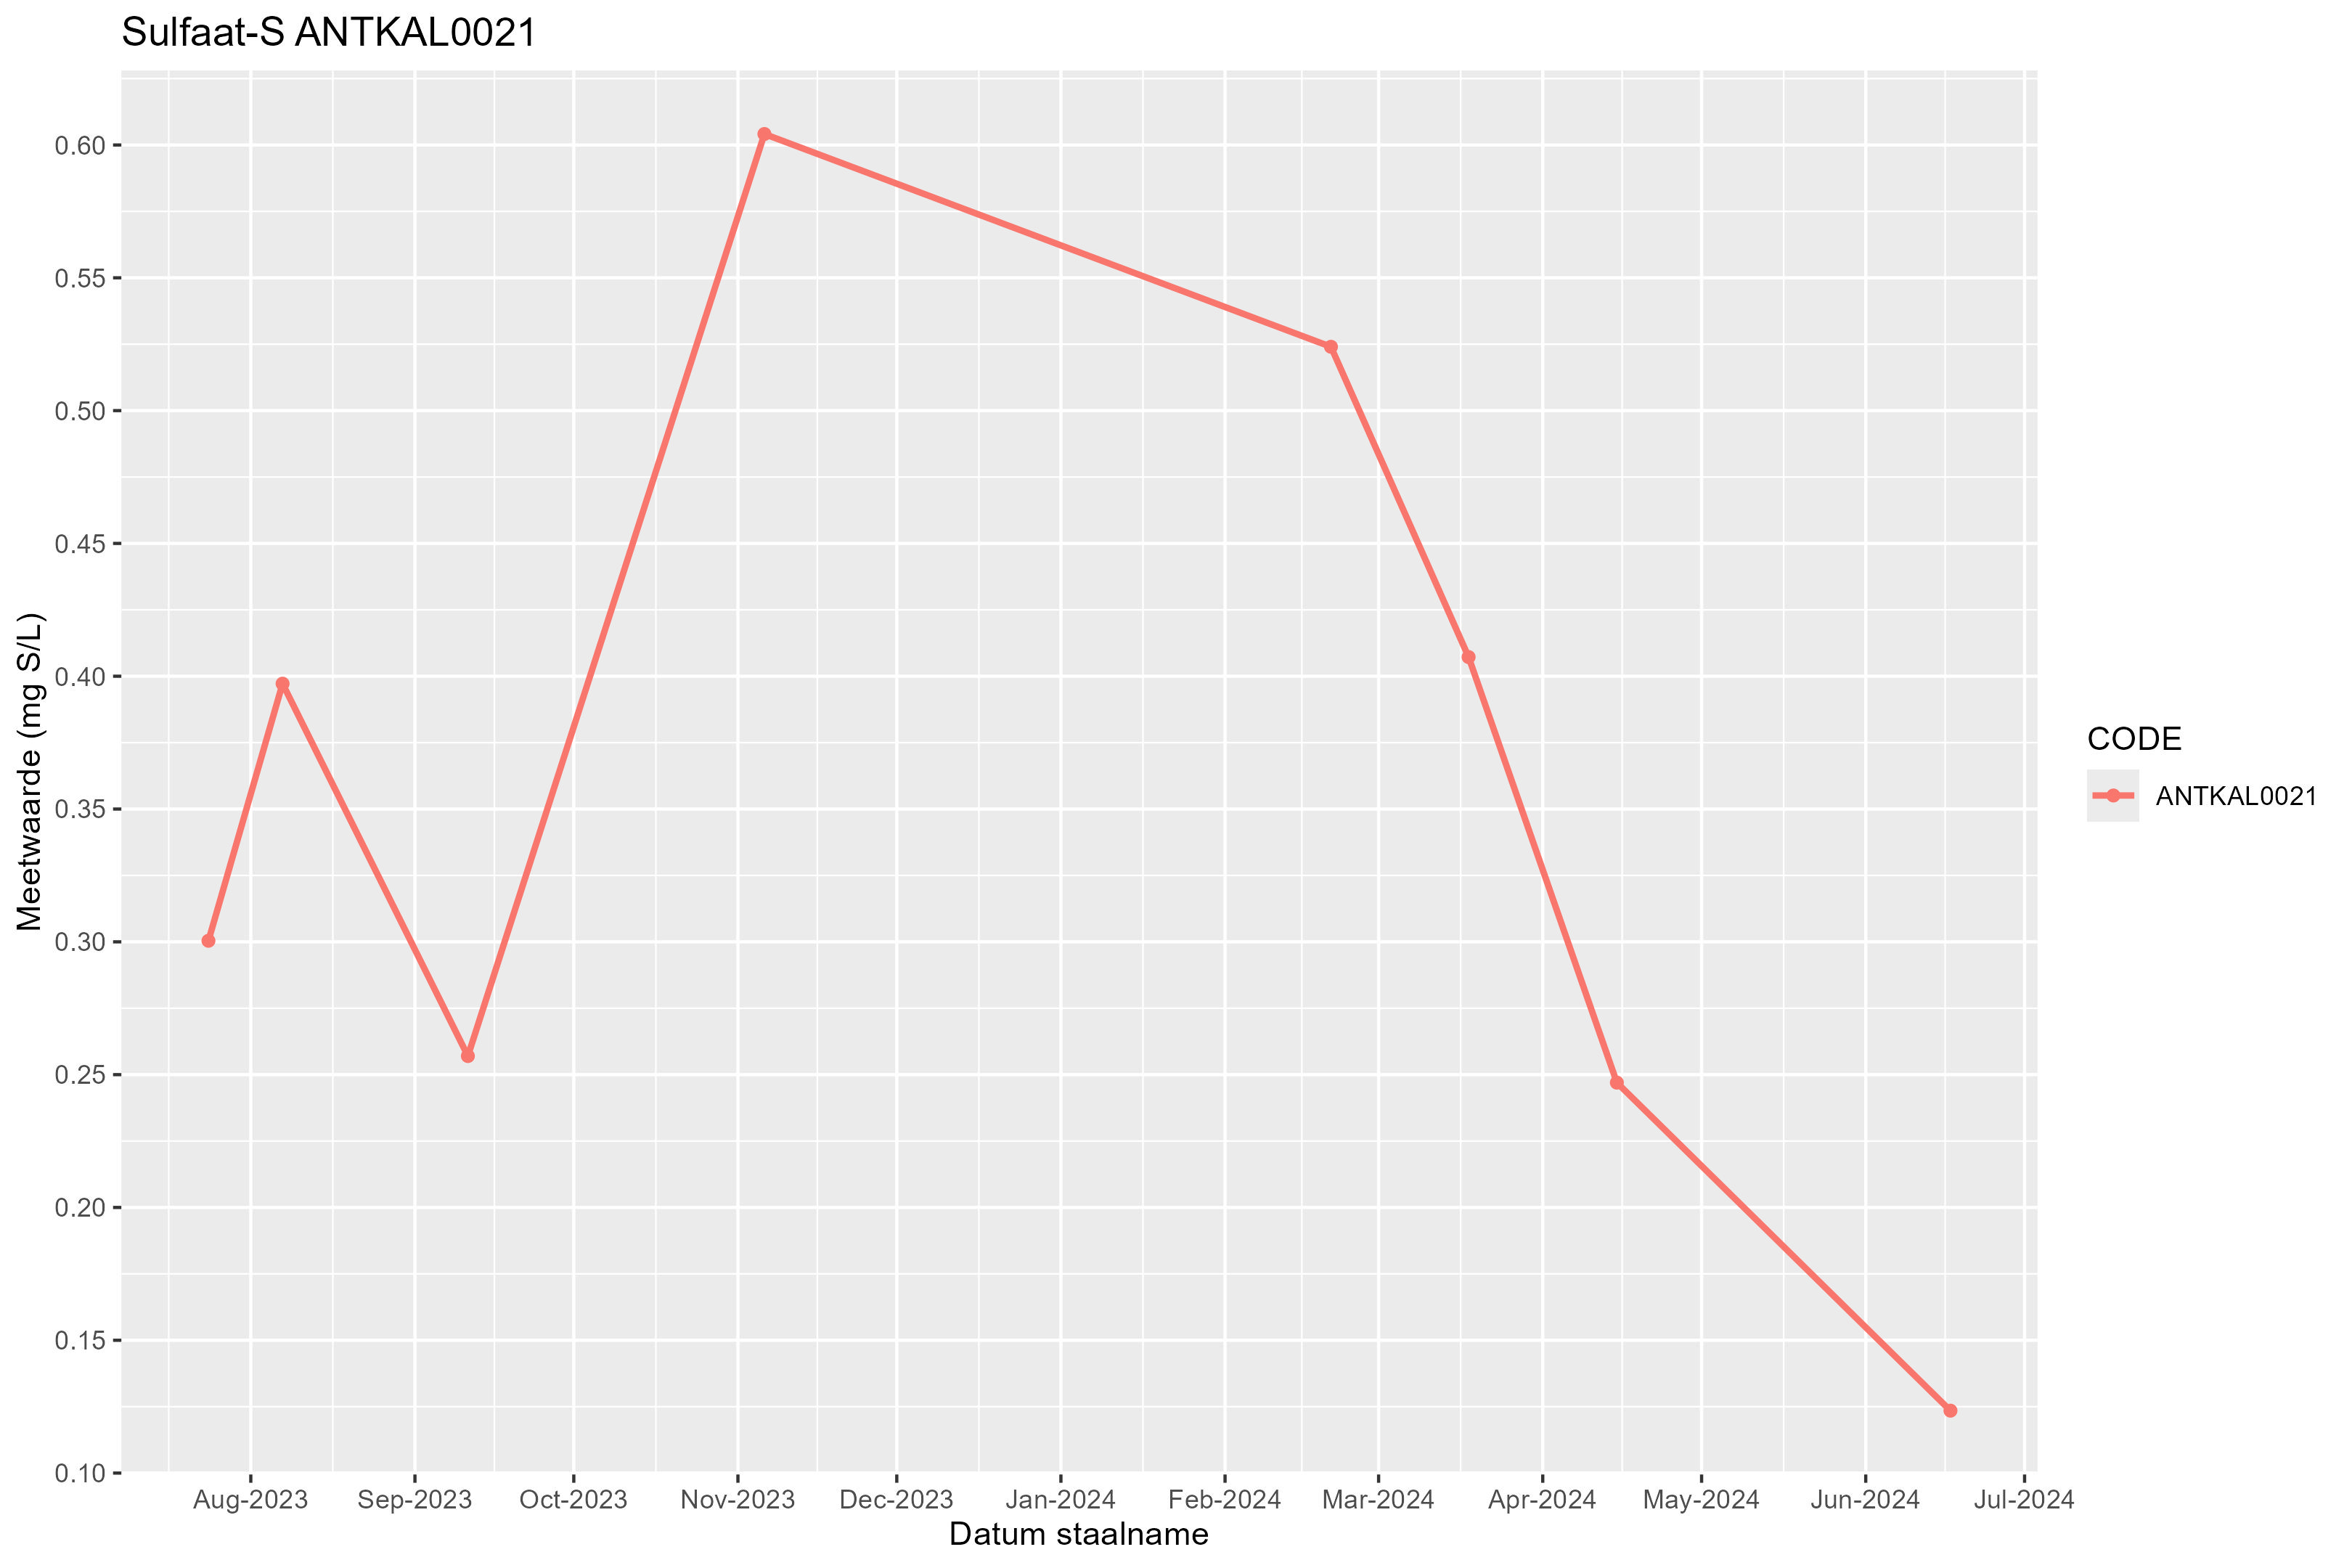 Sulfaat-S ANTKAL0021
Meetwaarde (mg S/L)
0.60
0.55
0.50
0.45
0.40
0.35
0.30
0.25
0.20
0.15
0.10
Aug-2023 Sep-2023 Oct-2023 Nov-2023 Dec-2023 Jan-2024 Feb-2024 Mar-2024 Apr-2024 May-2024 Jun-2024 Jul-2024
Datum staalname
CODE
ANTKAL0021